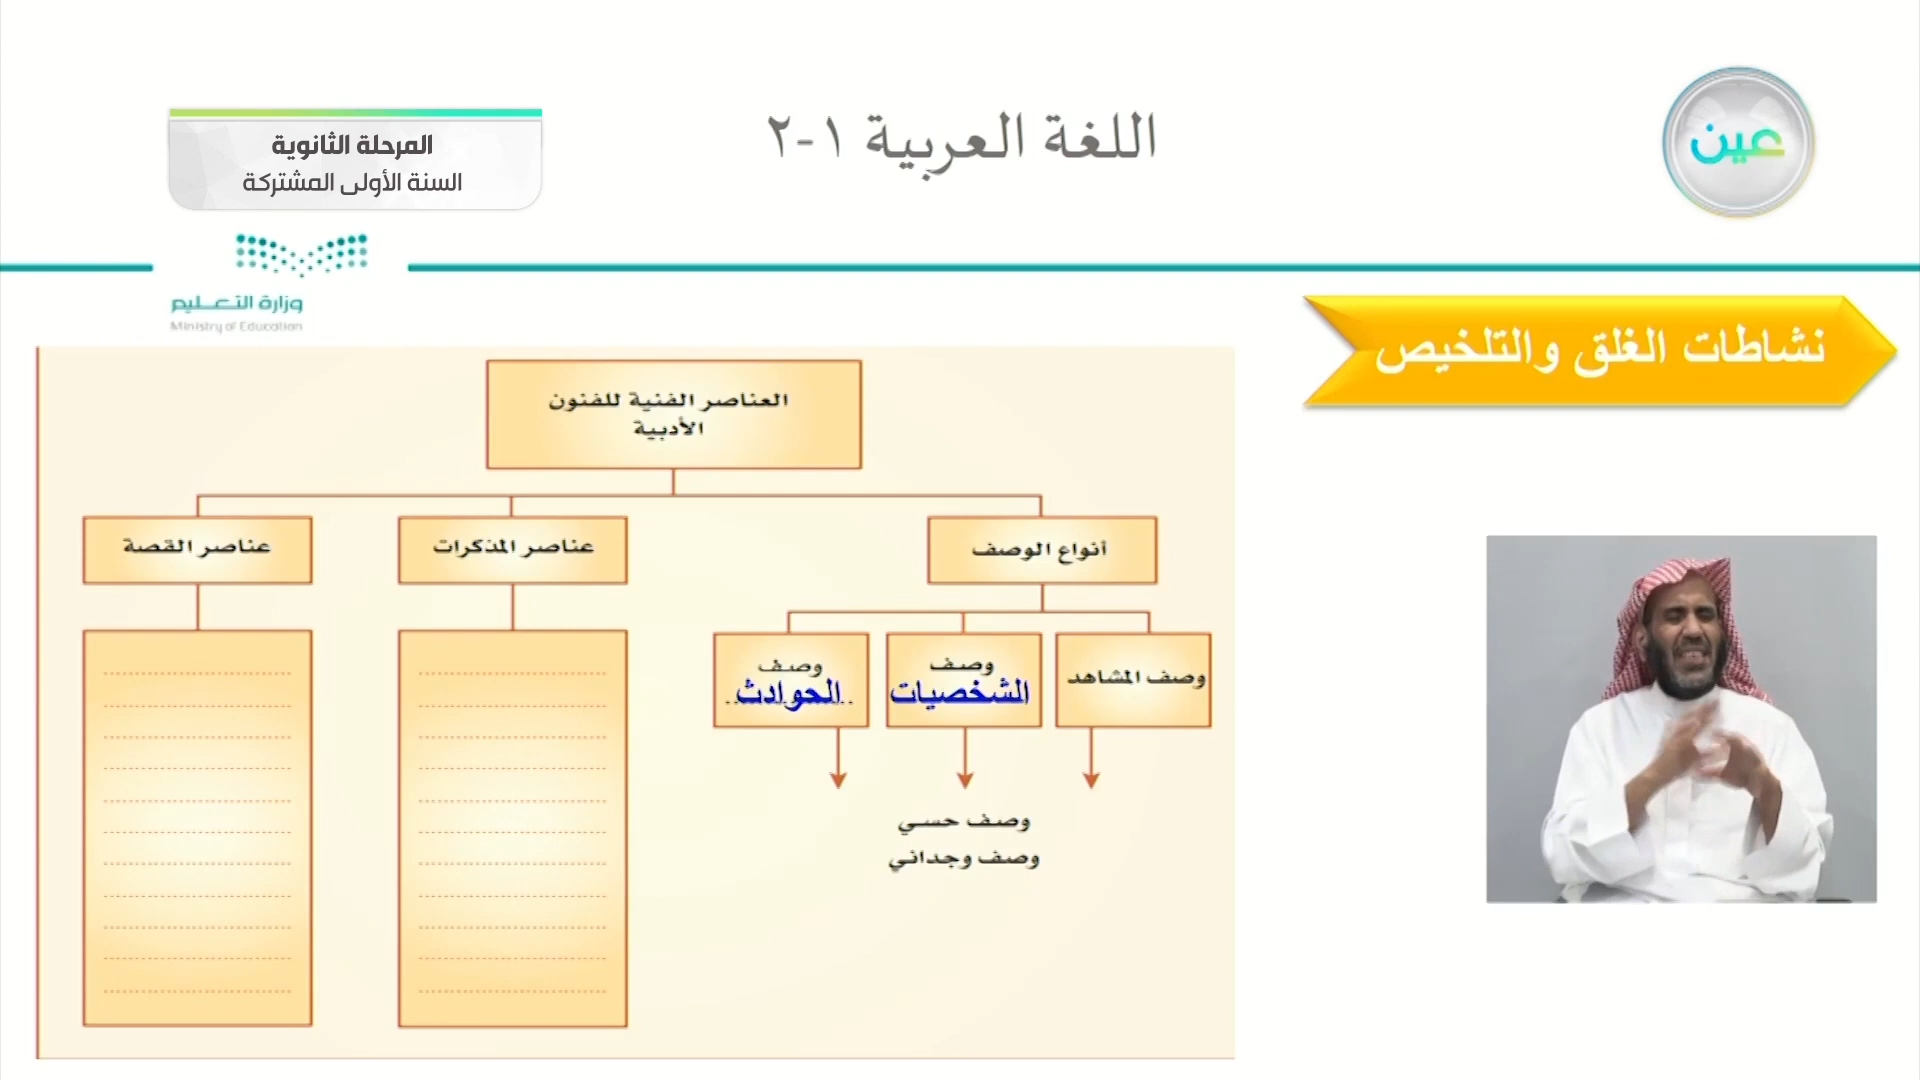 عين
اللغة العربية ١-٢
المرحلة الثانوية
السنة الأولى المشتركة
وزارة التعليم
Ministry of Education
نشاطات الغلق والتلخيص
العناصر الفنية للفنون
الأدبية
أنواع الوصف
عناصر المذكرات
عناصر القصة
وصف المشاهد
وصف
الشخصيات
وصف
الحوادث
وصف حسي
وصف وجداني